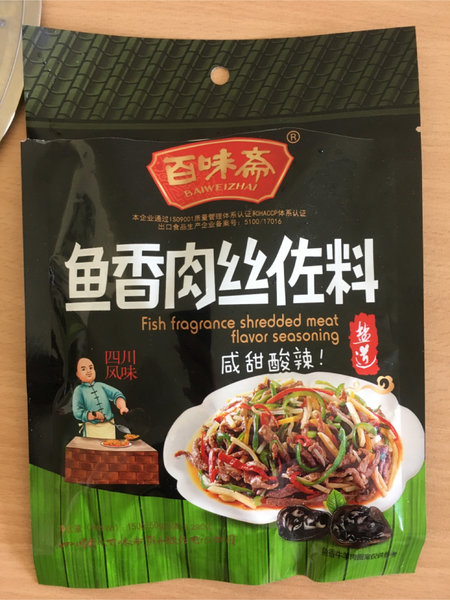 百味斋®
BAIWEIZHAI
本企业通过ISO9001质量管理体系认证和HACCP体系认证
出口食品生产企业备案号：5100/17016
鱼香肉丝佐料
Fish fragrance shredded meat
flavor seasoning
咸甜酸辣！
盐道
四川
风味